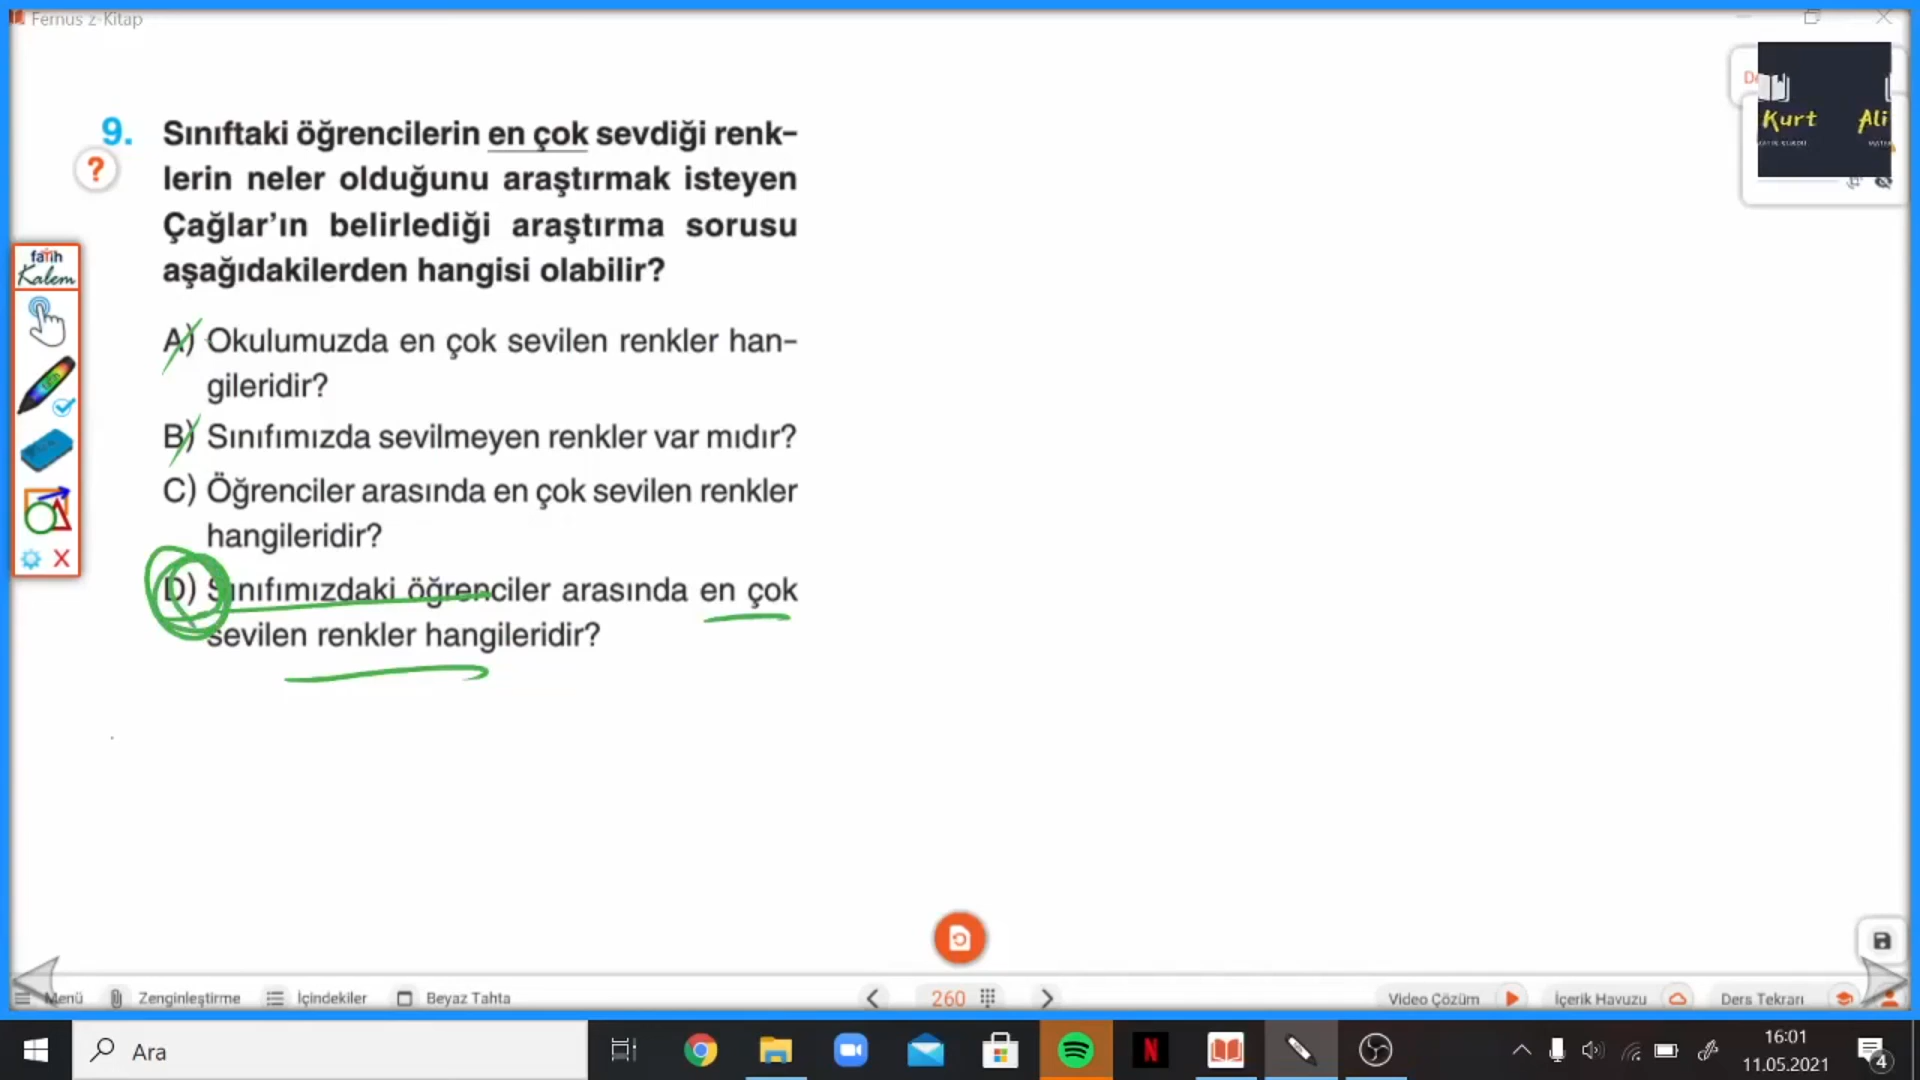 Fernus z-Kitap
9. Sınıftaki öğrencilerin en çok sevdiği renk-
lerin neler olduğunu araştırmak isteyen
Çağlar'ın belirlediği araştırma sorusu
aşağıdakilerden hangisi olabilir?
A) Okulumuzda en çok sevilen renkler han-
gileridir?
B) Sınıfımızda sevilmeyen renkler var mıdır?
C) Öğrenciler arasında en çok sevilen renkler
hangileridir?
D) Sınıfımızdaki öğrenciler arasında en çok
sevilen renkler hangileridir?
fatih
Kalem
Kurt Ali
Menü Zenginleştirme İçindekiler Beyaz Tahta 260 Video Çözüm İçerik Havuzu Ders Tekrarı
Ara
16:01
11.05.2021
4